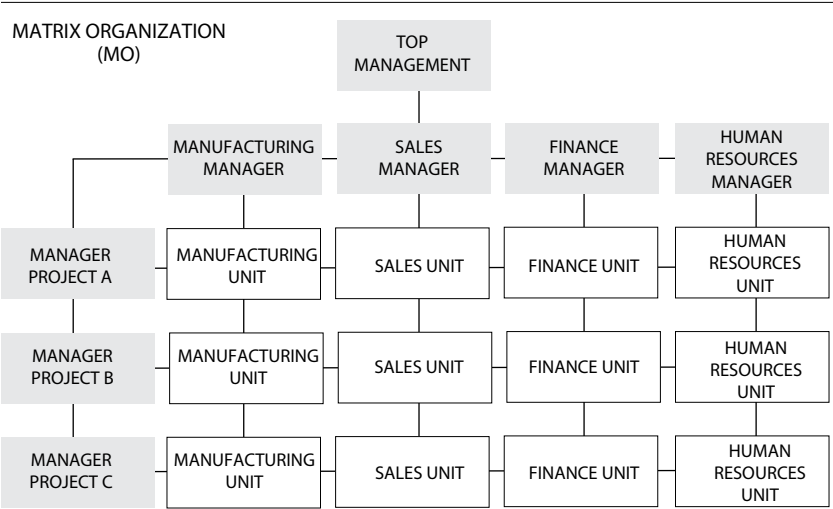 MATRIX ORGANIZATION
(MO)
TOP
MANAGEMENT
MANUFACTURING
MANAGER
SALES
MANAGER
FINANCE
MANAGER
HUMAN
RESOURCES
MANAGER
MANAGER
PROJECT A
MANUFACTURING
UNIT
SALES UNIT
FINANCE UNIT
HUMAN
RESOURCES
UNIT
MANAGER
PROJECT B
MANUFACTURING
UNIT
SALES UNIT
FINANCE UNIT
HUMAN
RESOURCES
UNIT
MANAGER
PROJECT C
MANUFACTURING
UNIT
SALES UNIT
FINANCE UNIT
HUMAN
RESOURCES
UNIT